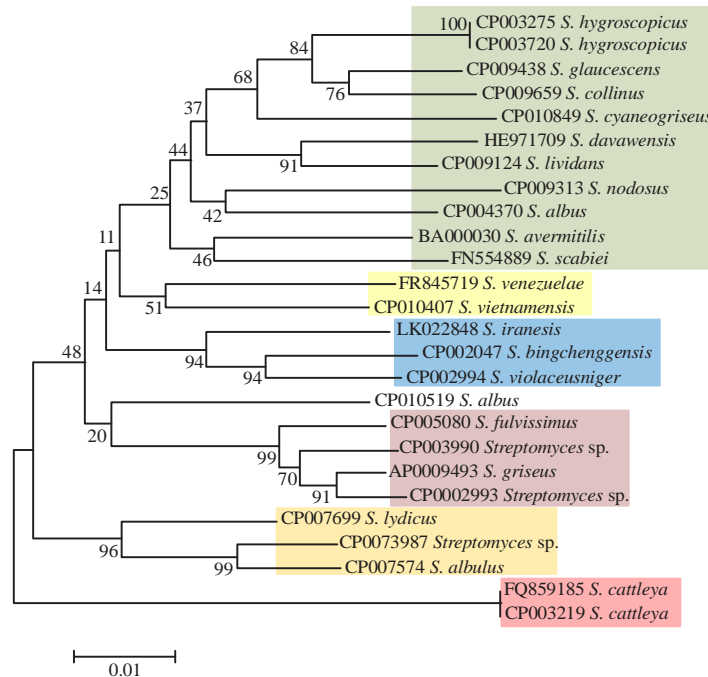 100
CP003275 S. hygroscopicus
CP003720 S. hygroscopicus
84
CP009438 S. glaucescens
68
76
CP009659 S. collinus
CP010849 S. cyaneogriseus
37
HE971709 S. davawensis
44
91
CP009124 S. lividans
25
CP009313 S. nodosus
42
CP004370 S. albus
11
BA000030 S. avermitilis
46
FN554889 S. scabiei
14
FR845719 S. venezuelae
51
CP010407 S. vietnamensis
LK022848 S. iranesis
48
94
CP002047 S. bingchenggensis
94
CP002994 S. violaceusniger
CP010519 S. albus
20
CP005080 S. fulvissimus
99
CP003990 Streptomyces sp.
70
AP0009493 S. griseus
91
CP0002993 Streptomyces sp.
CP007699 S. lydicus
96
CP0073987 Streptomyces sp.
99
CP007574 S. albulus
FQ859185 S. cattleya
CP003219 S. cattleya
0.01